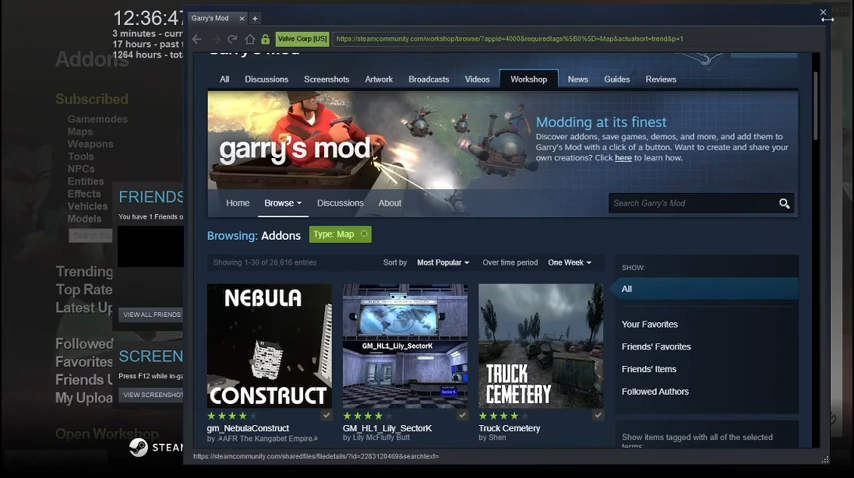 12:36:47
3 minutes - curr
17 hours - past
1264 hours - tot
Addons
Subscribed
Gamemodes
Maps
Weapons
Tools
NPCs
Entities
Effects
Vehicles
Models
Trending
Top Rate
Latest Up
Followed
Favorites
Friends U
My Uploa
Open Workshop
FRIENDS
You have 1 Friends o
VIEW ALL FRIENDS
SCREEN
Press F12 while in-ga
VIEW SCREENSHOT
STEAM
Garry's Mod
Valve Corp [US]
https://steamcommunity.com/workshop/browse/?appid=4000&requiredtags%5B0%5D=Map&actualsort=trend&p=1
Garry's Mod
All Discussions Screenshots Artwork Broadcasts Videos Workshop News Guides Reviews
garry's mod
Modding at its finest
Discover addons, save games, demos, and more, and add them to
Garry's Mod with a click of a button. Want to create and share your
own creations? Click here to learn how.
Home Browse Discussions About
Search Garry's Mod
Browsing: Addons Type: Map
Showing 1-30 of 26,616 entries Sort by Most Popular Over time period One Week
NEBULA
CONSTRUCT
GM_HL1_Lily_SectorK
TRUCK
CEMETERY
gm_NebulaConstruct
by ☭AFR The Kangabet Empire☭
GM_HL1_Lily_SectorK
by Lily McFluffy Butt
Truck Cemetery
by Shen
SHOW:
All
Your Favorites
Friends' Favorites
Friends' Items
Followed Authors
Show items tagged with all of the selected
terms
https://steamcommunity.com/sharedfiles/filedetails/?id=2283120469&searchtext=